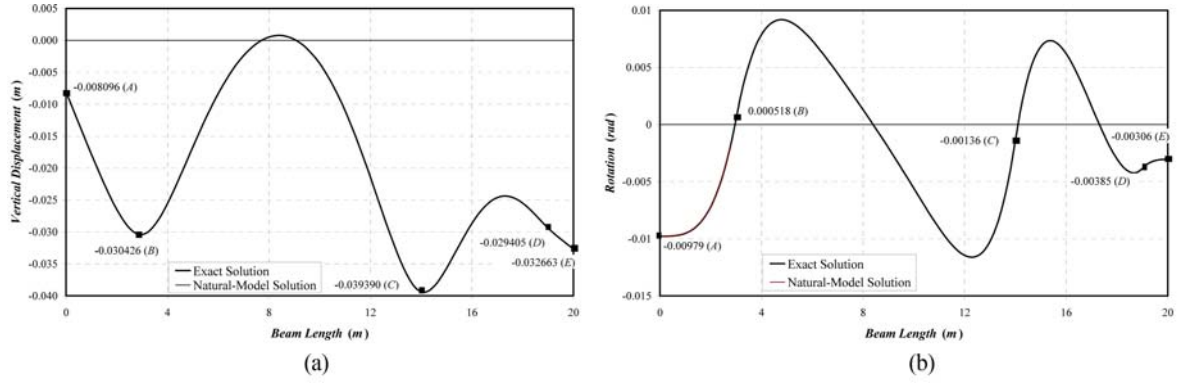 0.005
0.000
-0.005
-0.010
-0.015
-0.020
-0.025
-0.030
-0.035
-0.040
Vertical Displacement (m)
-0.008096 (A)
-0.030426 (B)
-0.039390 (C)
-0.029405 (D)
-0.032663 (E)
Exact Solution
Natural-Model Solution
0 4 8 12 16 20
Beam Length (m)
(a)
0.01
0.005
0
-0.005
-0.01
-0.015
Rotation (rad)
0.000518 (B)
-0.00136 (C)
-0.00306 (E)
-0.00385 (D)
-0.00979 (A)
Exact Solution
Natural-Model Solution
0 4 8 12 16 20
Beam Length (m)
(b)